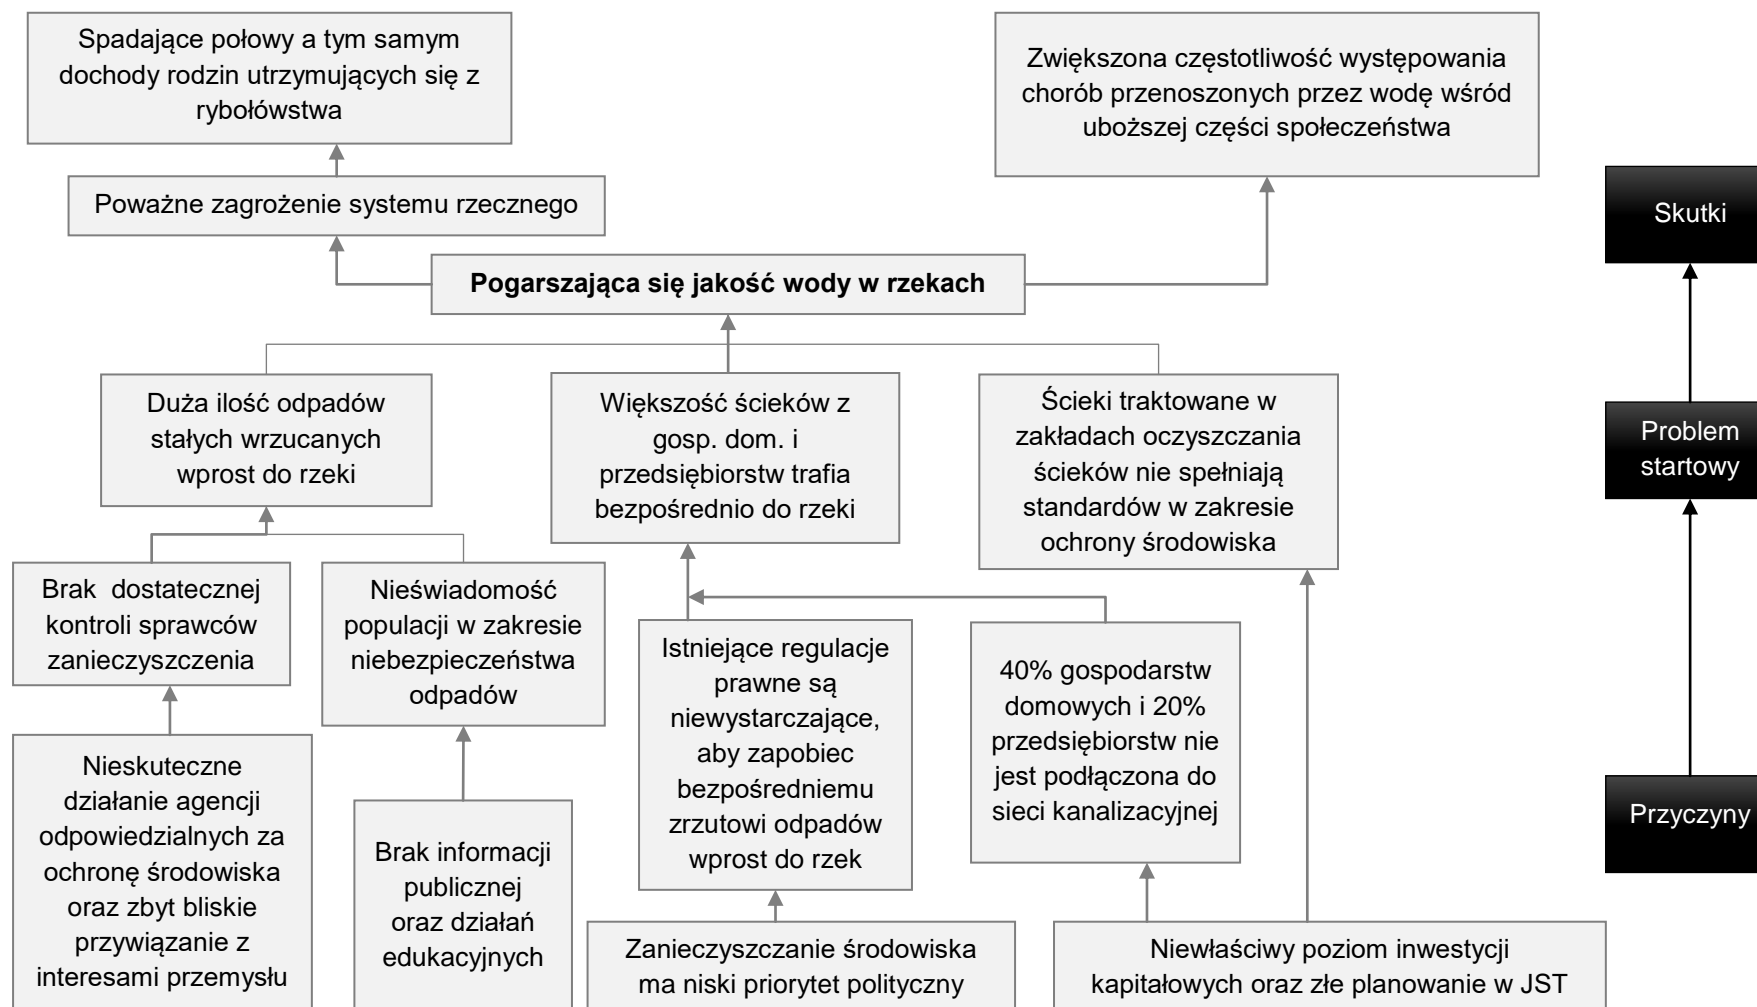 Spadające połowy a tym samym
dochody rodzin utrzymujących się z
rybołówstwa
Zwiększona częstotliwość występowania
chorób przenoszonych przez wodę wśród
uboższej części społeczeństwa
Poważne zagrożenie systemu rzecznego
Skutki
Pogarszająca się jakość wody w rzekach
Duża ilość odpadów
stałych wrzucanych
wprost do rzeki
Większość ścieków z
gosp. dom. i
przedsiębiorstw trafia
bezpośrednio do rzeki
Ścieki traktowane w
zakładach oczyszczania
ścieków nie spełniają
standardów w zakresie
ochrony środowiska
Problem
startowy
Brak dostatecznej
kontroli sprawców
zanieczyszczenia
Nieświadomość
populacji w zakresie
niebezpieczeństwa
odpadów
Istniejące regulacje
prawne są
niewystarczające,
aby zapobiec
bezpośredniemu
zrzutowi odpadów
wprost do rzek
40% gospodarstw
domowych i 20%
przedsiębiorstw nie
jest podłączona do
sieci kanalizacyjnej
Przyczyny
Nieskuteczne
działanie agencji
odpowiedzialnych za
ochronę środowiska
oraz zbyt bliskie
przywiązanie z
interesami przemysłu
Brak informacji
publicznej
oraz działań
edukacyjnych
Zanieczyszczanie środowiska
ma niski priorytet polityczny
Niewłaściwy poziom inwestycji
kapitałowych oraz złe planowanie w JST